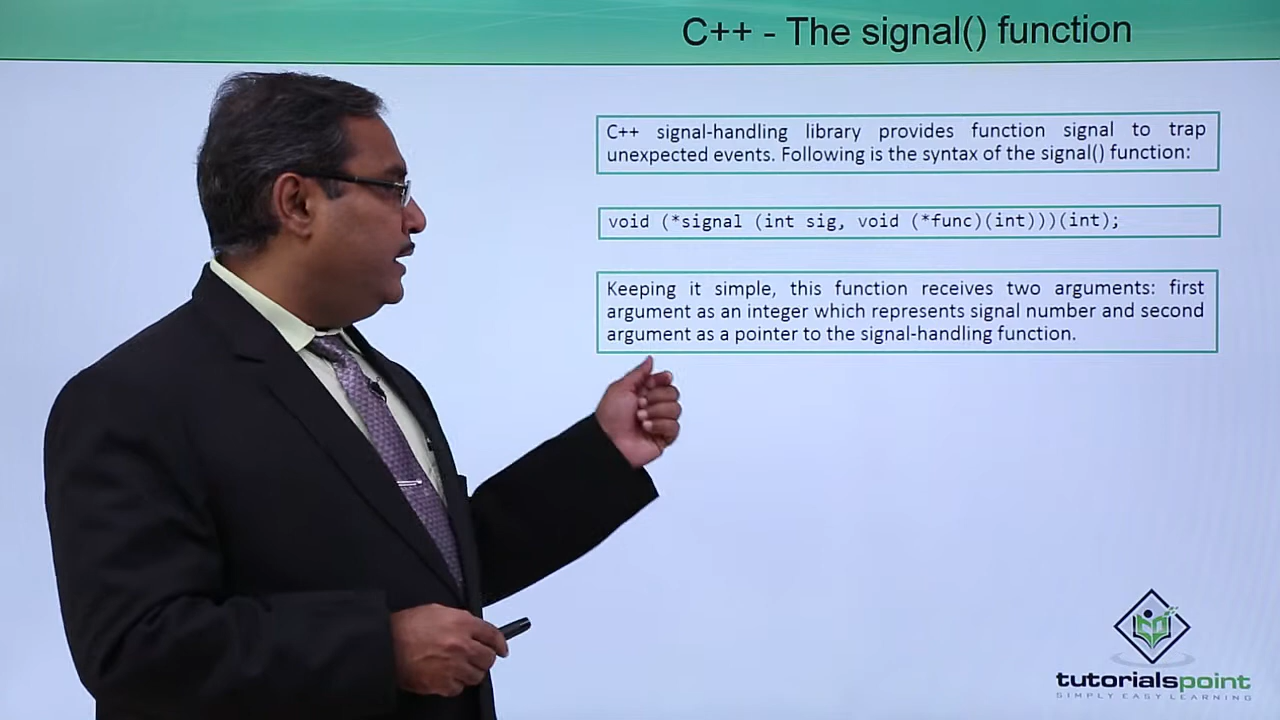 C++ - The signal() function
C++ signal-handling library provides function signal to trap
unexpected events. Following is the syntax of the signal() function:
void (*signal (int sig, void (*func)(int)))(int);
Keeping it simple, this function receives two arguments: first
argument as an integer which represents signal number and second
argument as a pointer to the signal-handling function.
tutorialspoint
SIMPLY EASY LEARNING